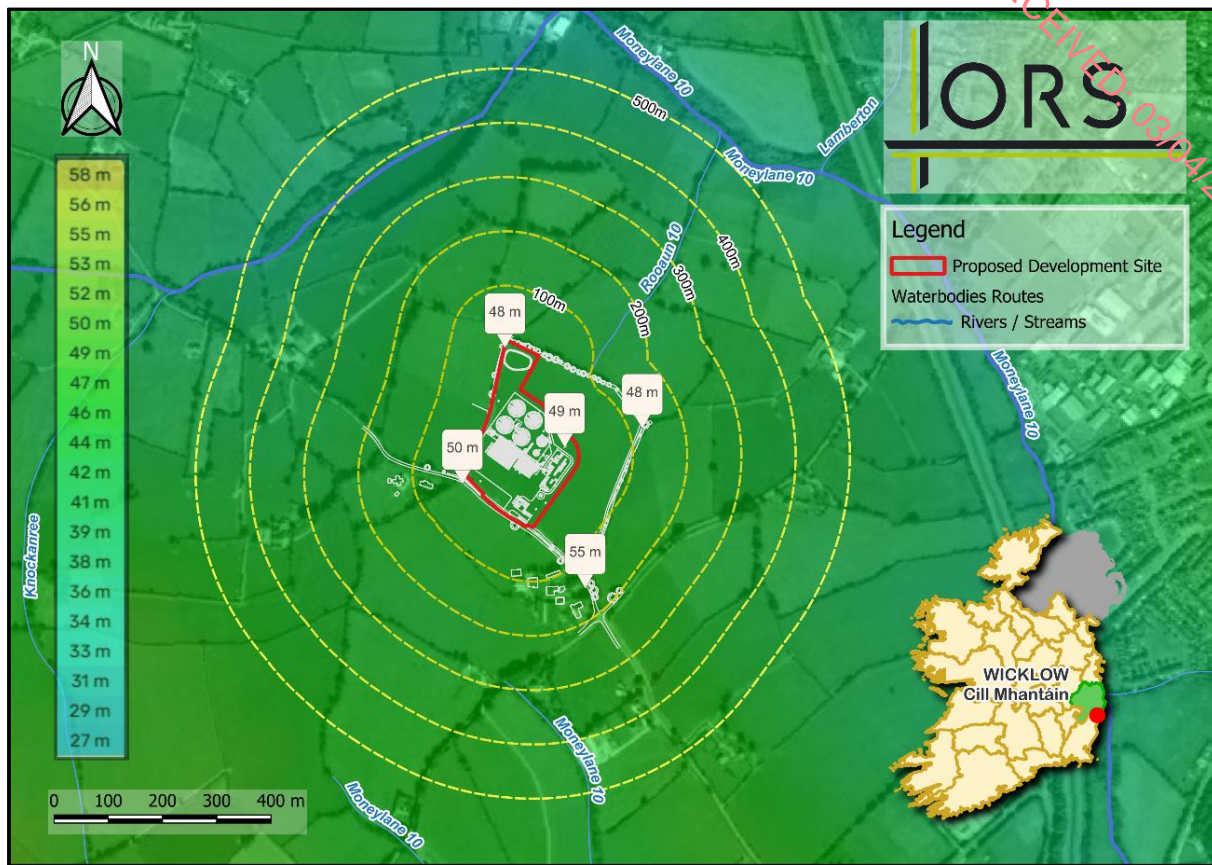 N
58 m
56 m
55 m
53 m
52 m
50 m
49 m
47 m
46 m
44 m
42 m
41 m
39 m
38 m
36 m
34 m
33 m
31 m
29 m
27 m
0 100 200 300 400 m
Knockanree
Moneylane 10
Moneylane 10
Lamberton
Rooaun 10
Moneylane 10
Moneylane 10
Moneylane 10
500m
400m
300m
200m
100m
48 m
48 m
49 m
50 m
55 m
ORS
CEIVED: 03/04/2
Legend
Proposed Development Site
Waterbodies Routes
Rivers / Streams
WICKLOW
Cill Mhantáin